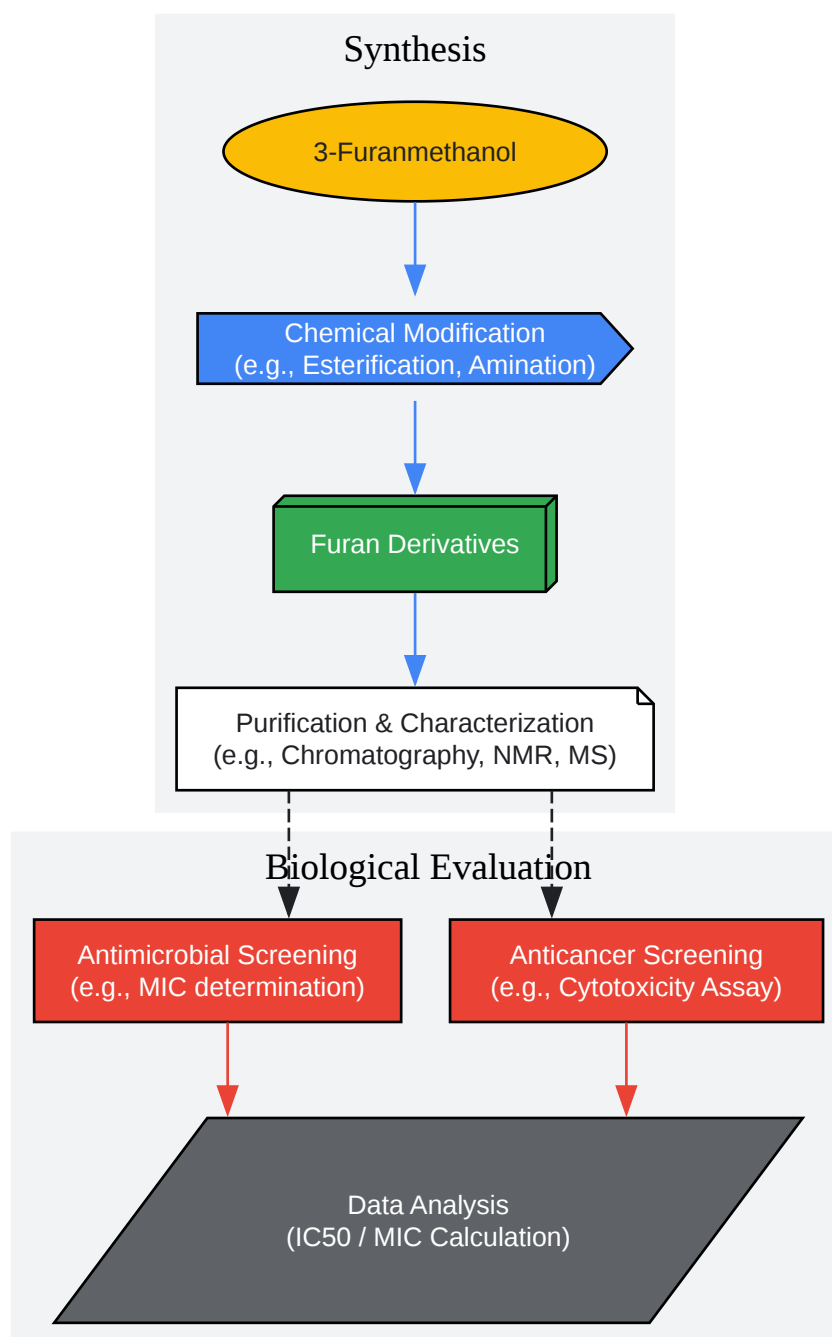 Synthesis
3-Furanmethanol
Chemical Modification
(e.g., Esterification, Amination)
Furan Derivatives
Purification & Characterization
(e.g., Chromatography, NMR, MS)
Biological Evaluation
Antimicrobial Screening
(e.g., MIC determination)
Anticancer Screening
(e.g., Cytotoxicity Assay)
Data Analysis
(IC50 / MIC Calculation)